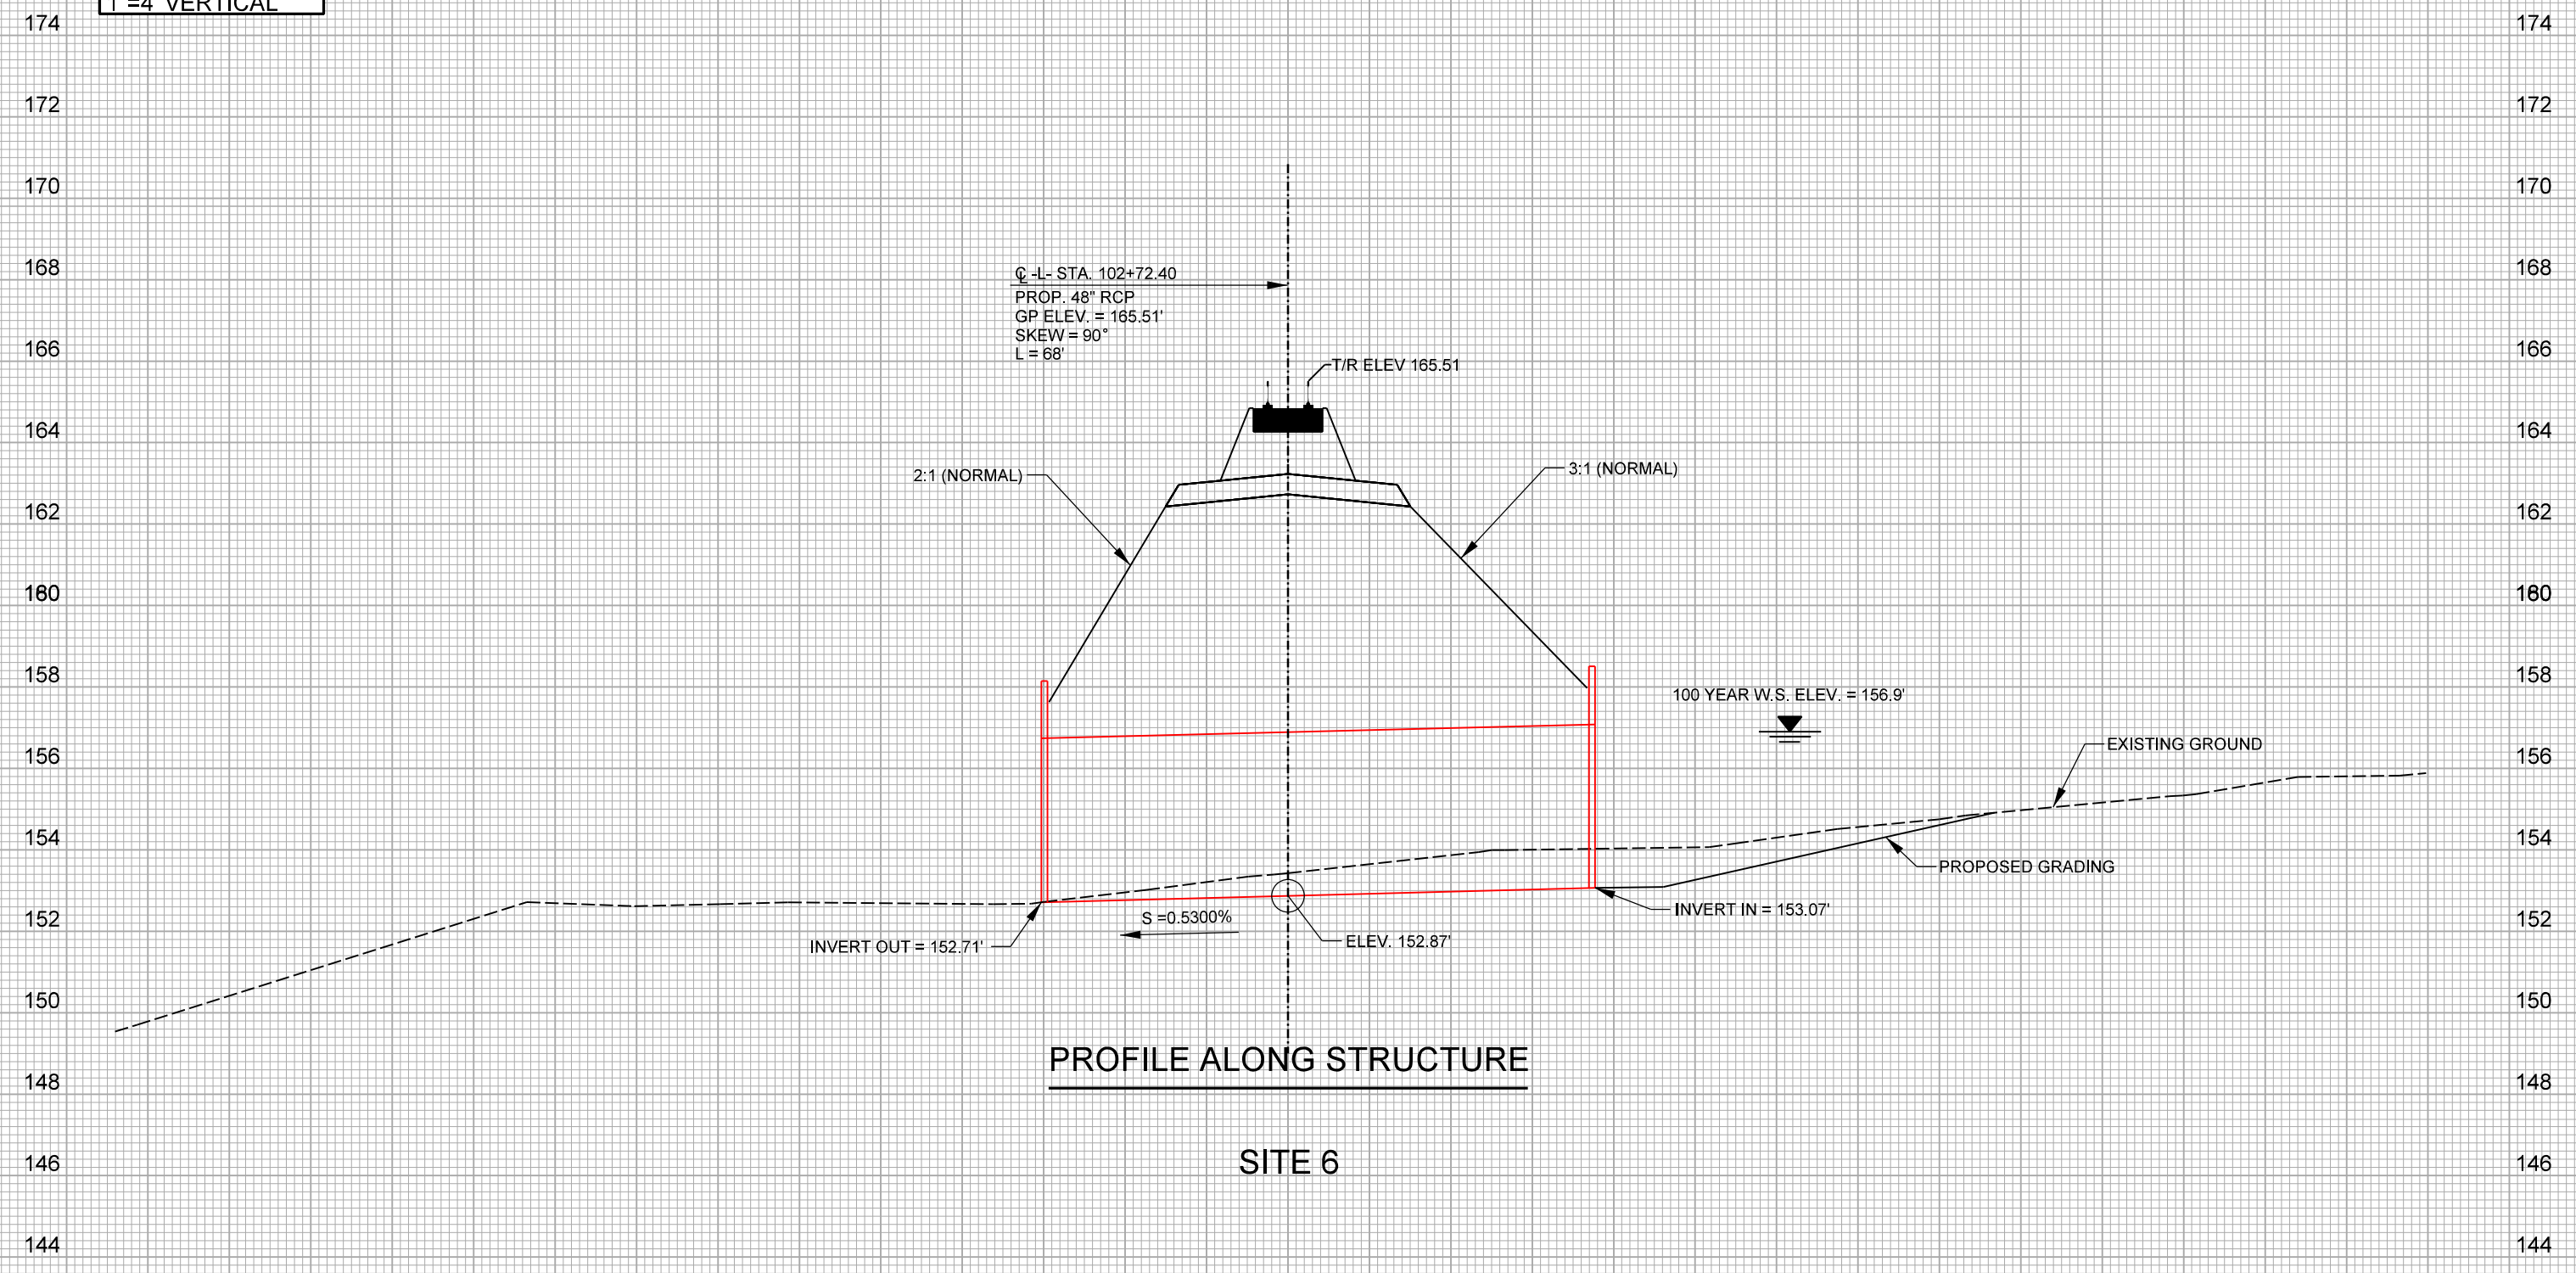 1"=4' VERTICAL
174 174
172 172
170 170
168 168
℄ -L- STA. 102+72.40
PROP. 48" RCP
GP ELEV. = 165.51'
SKEW = 90°
L = 68'
166 166
T/R ELEV 165.51
164 164
2:1 (NORMAL)
3:1 (NORMAL)
162 162
160 160
158 158
100 YEAR W.S. ELEV. = 156.9'
156 156
EXISTING GROUND
154 154
PROPOSED GRADING
152 152
S =0.5300%
INVERT IN = 153.07'
INVERT OUT = 152.71'
ELEV. 152.87'
150 150
PROFILE ALONG STRUCTURE
148 148
SITE 6
146 146
144 144